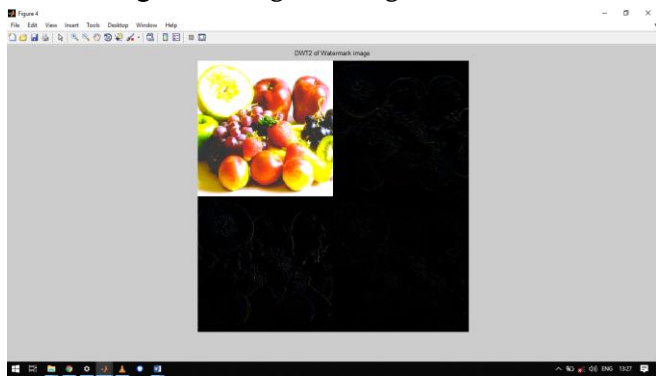 Figure 4
File Edit View Insert Tools Desktop Window Help
DWT2 of Watermark image
ENG 13:27